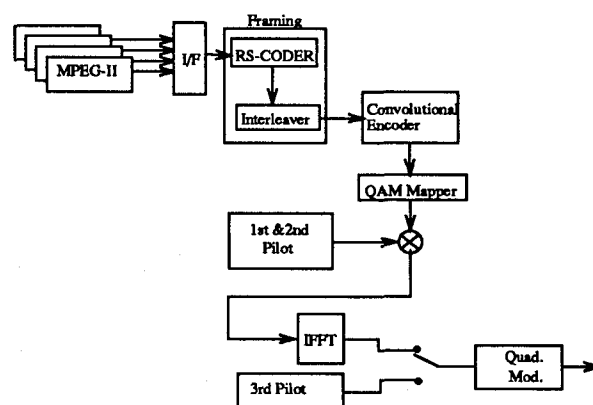 Framing
MPEG-II
I/F
RS-CODER
Interleaver
Convolutional
Encoder
QAM Mapper
1st &2nd
Pilot
IFFT
3rd Pilot
Quad.
Mod.